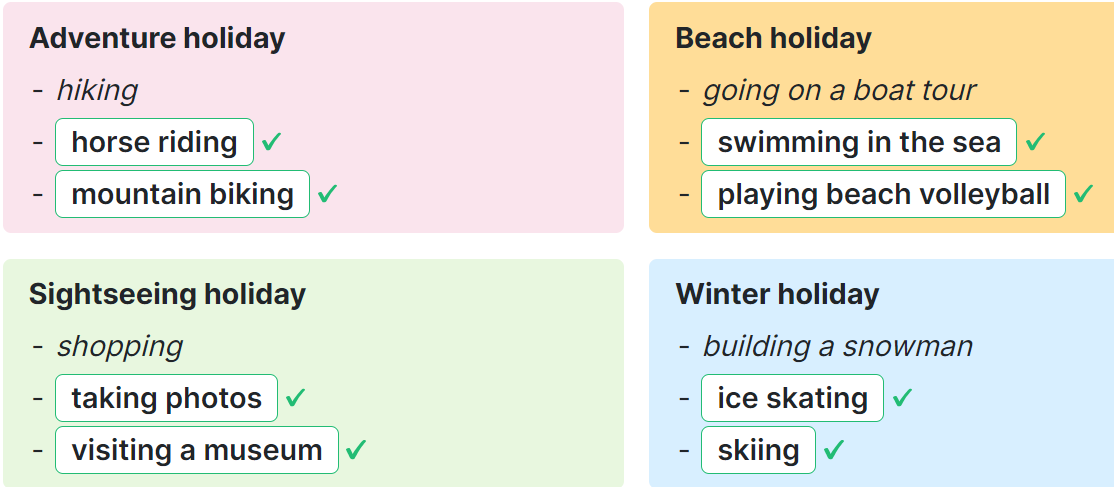 Adventure holiday
- hiking
- horse riding ✓
- mountain biking ✓
Beach holiday
- going on a boat tour
- swimming in the sea ✓
- playing beach volleyball ✓
Sightseeing holiday
- shopping
- taking photos ✓
- visiting a museum ✓
Winter holiday
- building a snowman
- ice skating ✓
- skiing ✓